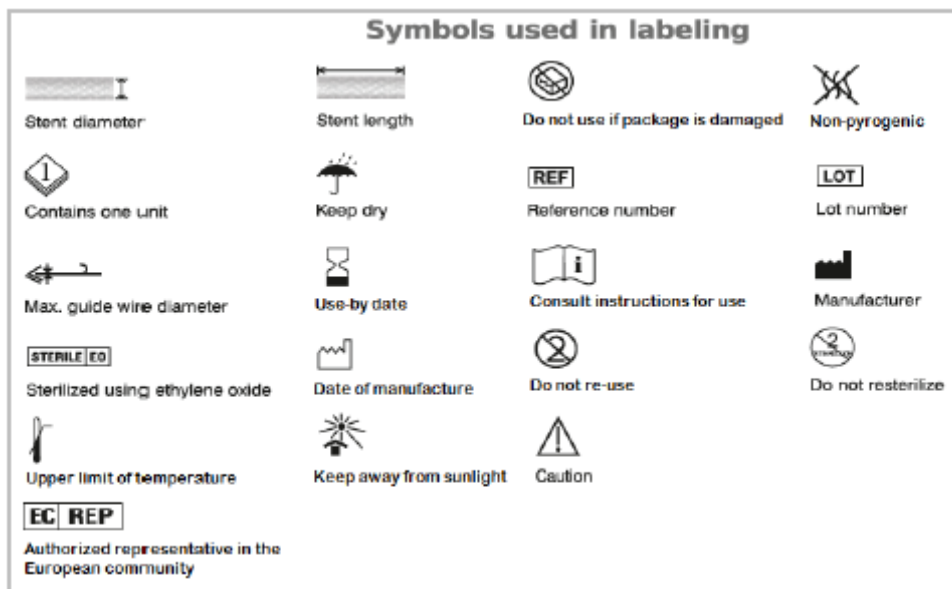 Symbols used in labeling
Stent diameter
Stent length
Do not use if package is damaged
Non-pyrogenic
1
Contains one unit
Keep dry
REF
Reference number
LOT
Lot number
Max. guide wire diameter
Use-by date
i
Consult instructions for use
Manufacturer
STERILE EO
Sterilized using ethylene oxide
Date of manufacture
2
Do not re-use
2
Do not resterilize
Upper limit of temperature
Keep away from sunlight
!
Caution
EC REP
Authorized representative in the
European community